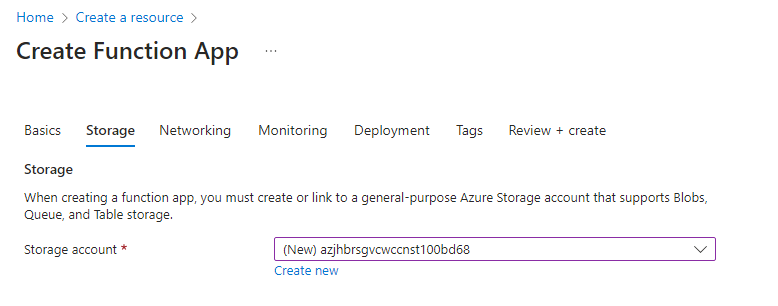 Home > Create a resource >
Create Function App ...
Basics Storage Networking Monitoring Deployment Tags Review + create
Storage
When creating a function app, you must create or link to a general-purpose Azure Storage account that supports Blobs,
Queue, and Table storage.
Storage account * (New) azjhbrsgvcwccnst100bd68
Create new